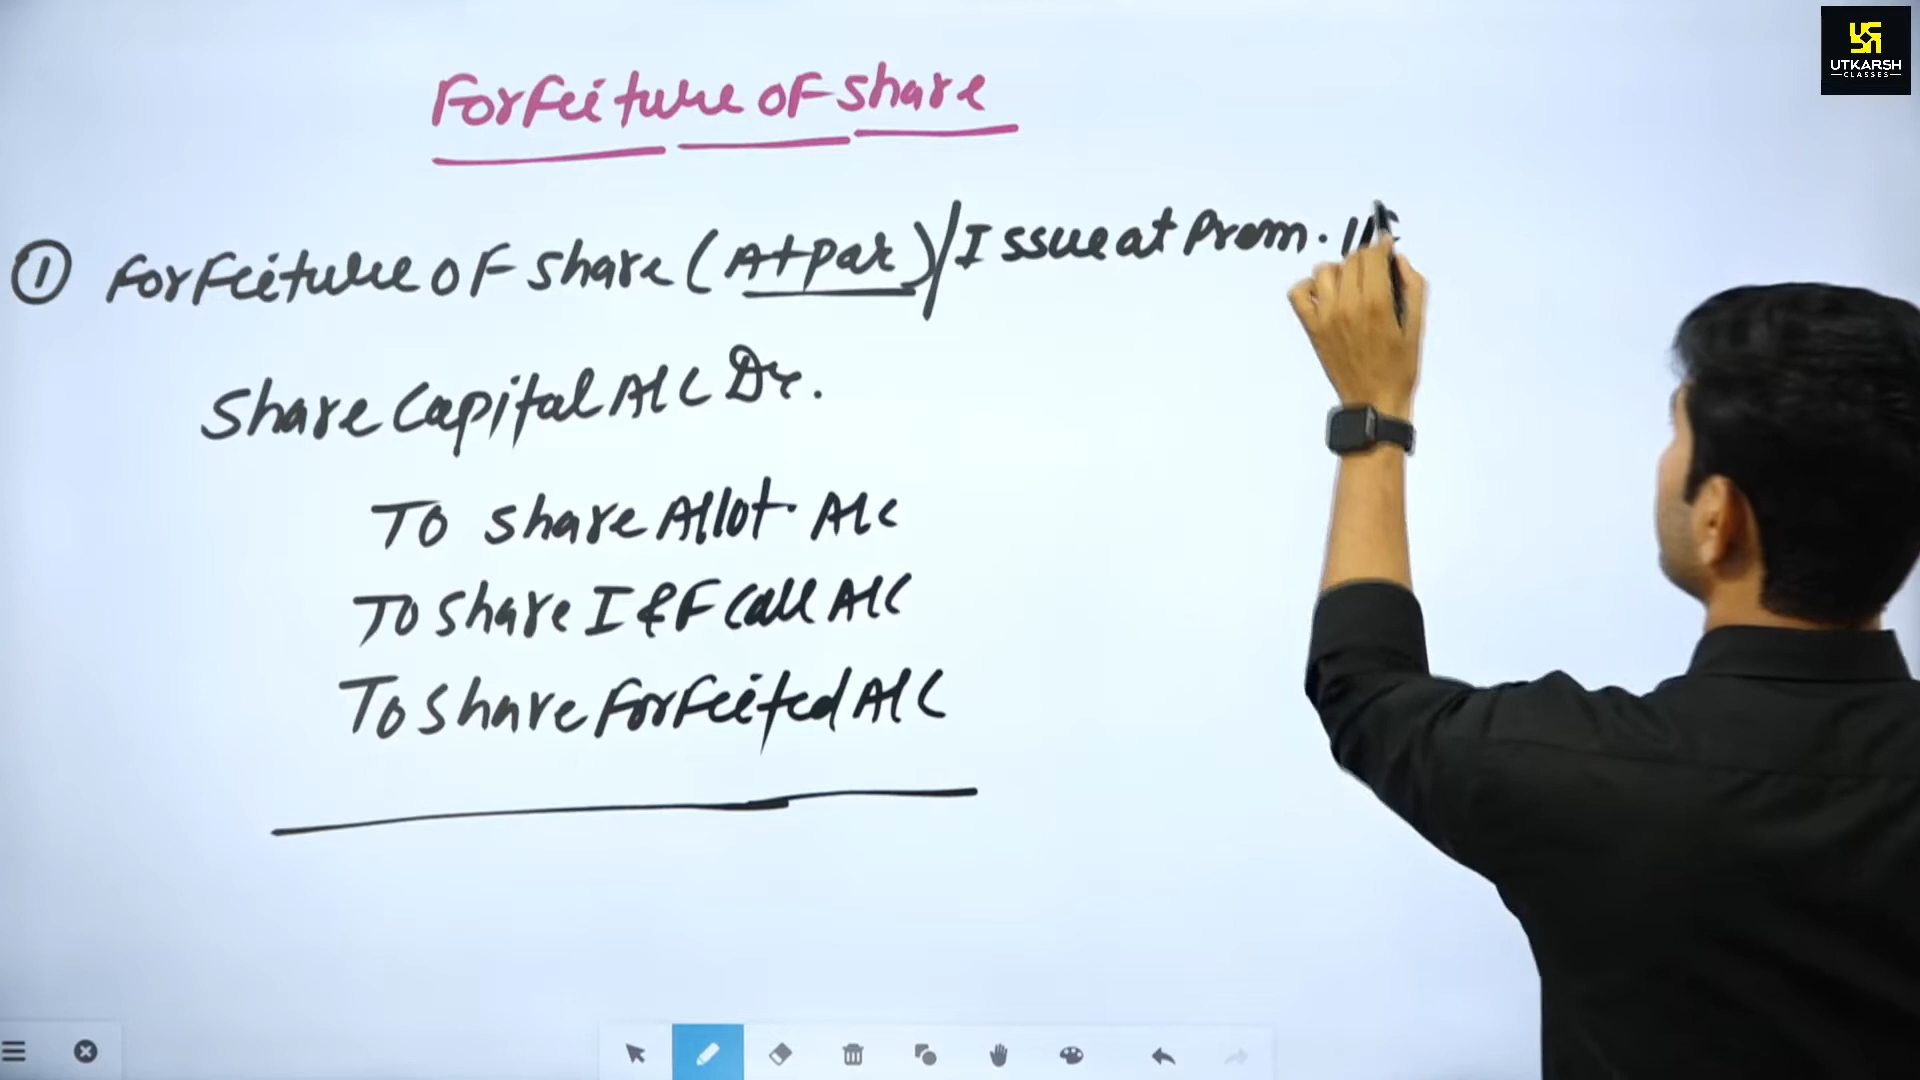 UTKARSH
CLASSES
Forfeiture of share
① Forfeiture of share (At par) / Issue at Prem.
Share Capital A/c Dr.
To share Allot. A/c
To share I & F Call A/c
To share Forfeited A/c